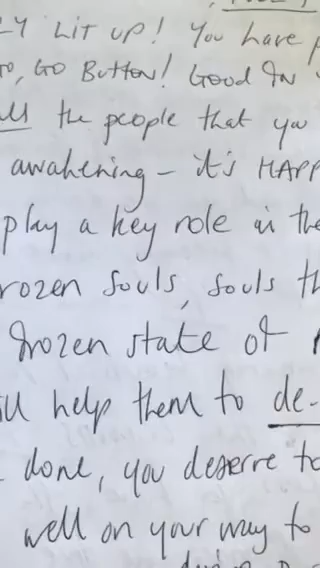 LIT UP! You have
GO BUTTON! Good IN
the people that you
awakening - it's HAPP
play a key role in the
rozen souls, souls th
frozen state of
help them to de-
done, you deserve to
well on your way to